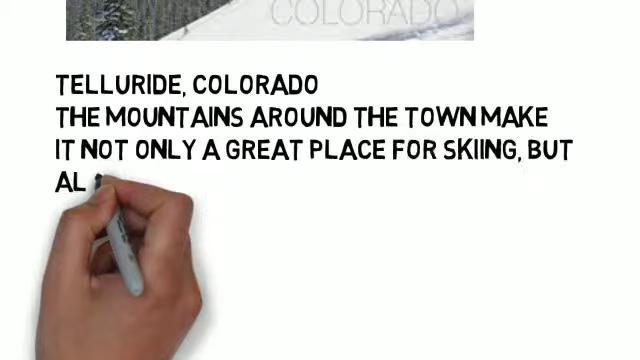 COLORADO
TELLURIDE, COLORADO
THE MOUNTAINS AROUND THE TOWN MAKE
IT NOT ONLY A GREAT PLACE FOR SKIING, BUT
AL